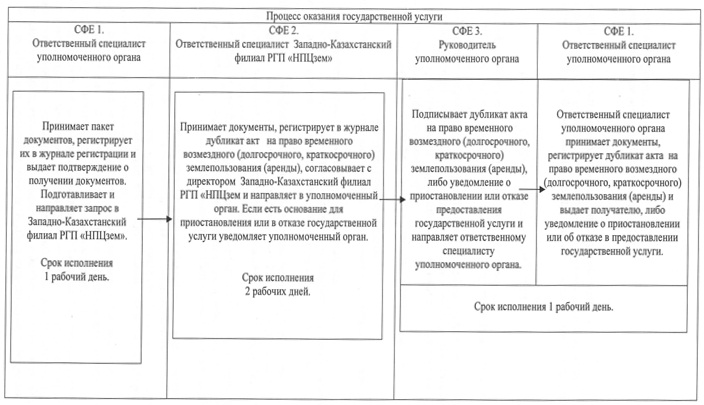 Процесс оказания государственной услуги
СФЕ 1.
Ответственный специалист
уполномоченного органа
СФЕ 2.
Ответственный специалист Западно-Казахстанский
филиал РГП «НПЦзем»
СФЕ 3.
Руководитель
уполномоченного органа
СФЕ 1.
Ответственный специалист
уполномоченного органа
Принимает пакет
документов, регистрирует
их в журнале регистрации и
выдает подтверждение о
получении документов.
Подготавливает и
направляет запрос в
Западно-Казахстанский
филиал РГП «НПЦзем».
Срок исполнения
1 рабочий день.
Принимает документы, регистрирует в журнале
дубликат акт на право временного
возмездного (долгосрочного, краткосрочного)
землепользования (аренды), согласовывает с
директором Западно-Казахстанский филиал
РГП «НПЦзем и направляет в уполномоченный
орган. Если есть основание для
приостановления или в отказе государственной
услуги уведомляет уполномоченный орган.
Срок исполнения
2 рабочих дней.
Подписывает дубликат акта
на право временного
возмездного (долгосрочного,
краткосрочного)
землепользования (аренды),
либо уведомление о
приостановлении или отказе
предоставления
государственной услуги и
направляет ответственному
специалисту
уполномоченного органа.
Ответственный специалист
уполномоченного органа
принимает документы,
регистрирует дубликат акта на
право временного возмездного
(долгосрочного, краткосрочного)
землепользования (аренды) и
выдает получателю, либо
уведомление о приостановлении
или об отказе в предоставлении
государственной услуги.
Срок исполнения 1 рабочий день.